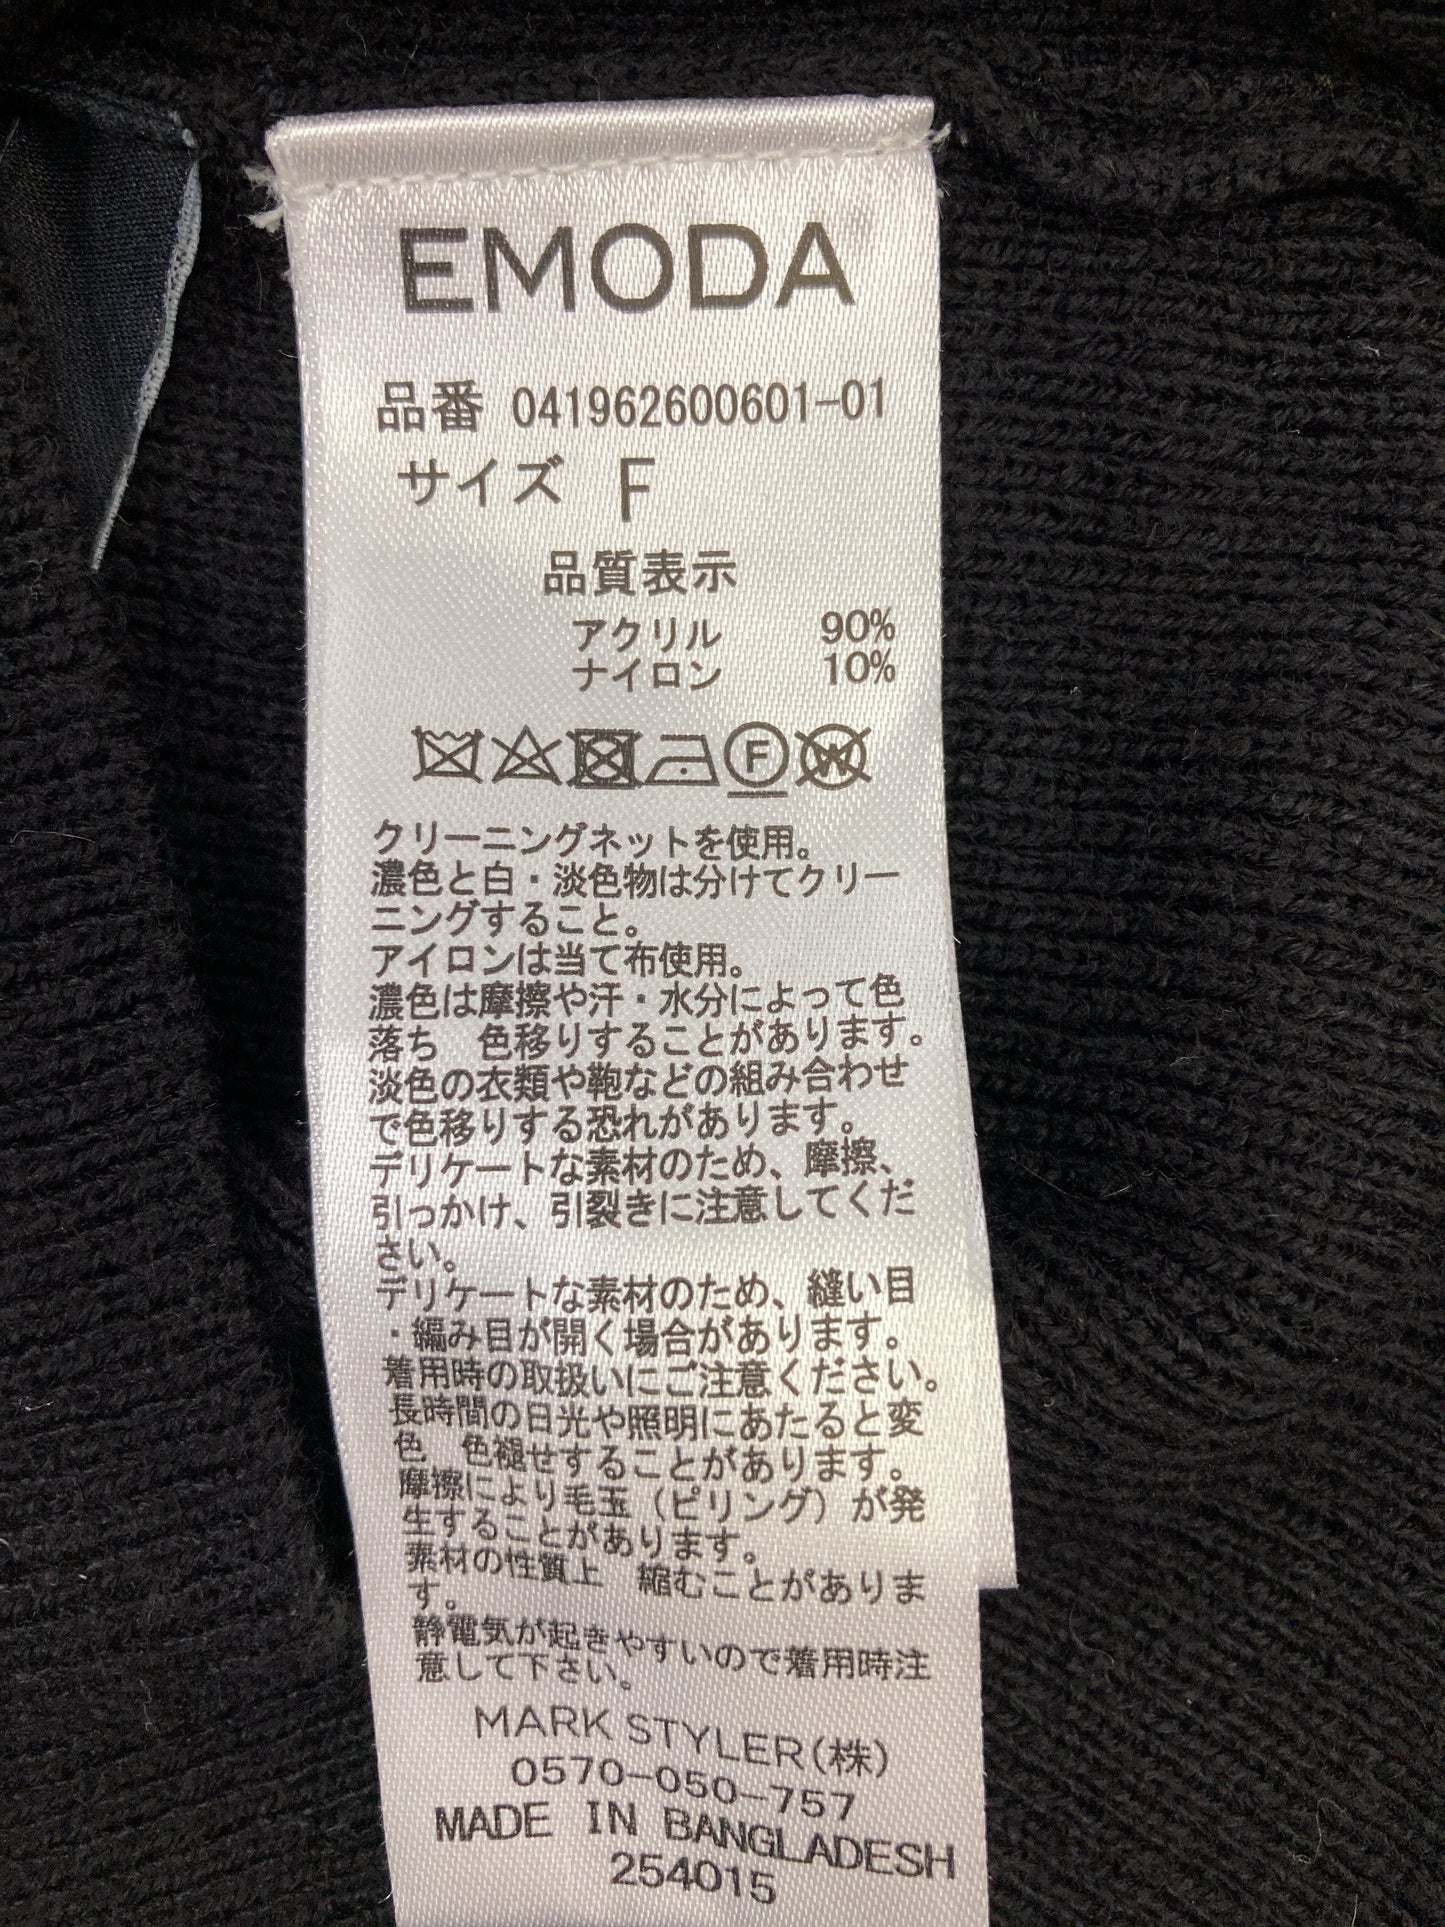 EMODA
品番 041962600601-01
サイズ F
品質表示
アクリル 90%
ナイロン 10%
F W
クリーニングネットを使用。
濃色と白・淡色物は分けてクリー
ニングすること。
アイロンは当て布使用。
濃色は摩擦や汗・水分によって色
落ち 色移りすることがあります。
淡色の衣類や鞄などの組み合わせ
で色移りする恐れがあります。
デリケートな素材のため、摩擦、
引っかけ、引裂きに注意してくだ
さい。
デリケートな素材のため、縫い目
・編み目が開く場合があります。
着用時の取扱いにご注意ください。
長時間の日光や照明にあたると変
色 色褪せすることがあります。
摩擦により毛玉（ピリング）が発
生することがあります。
素材の性質上 縮むことがありま
す。
静電気が起きやすいので着用時注
意して下さい。
MARK STYLER(株)
0570-050-757
MADE IN BANGLADESH
254015